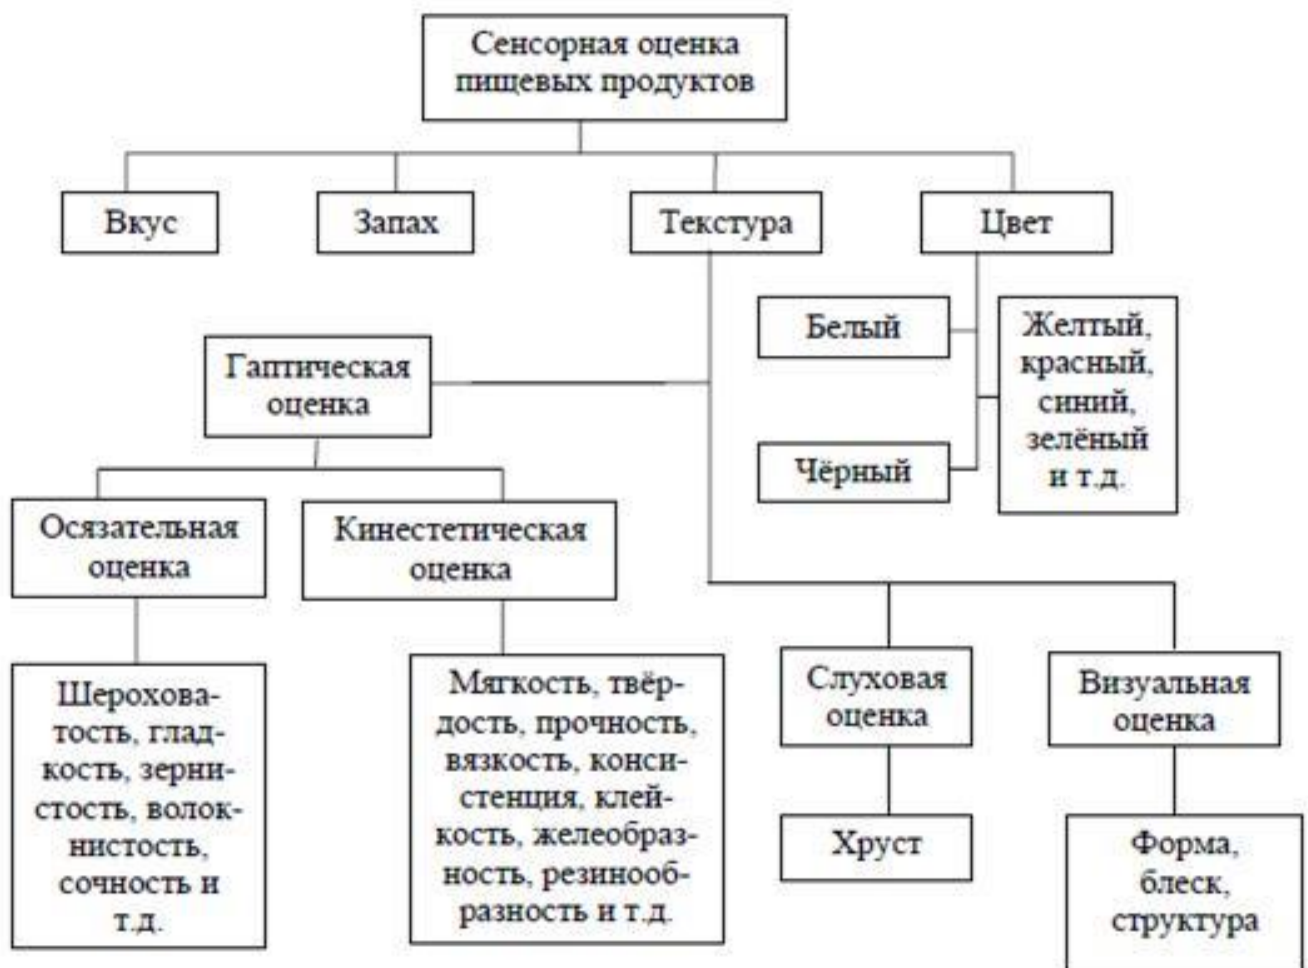 Сенсорная оценка
пищевых продуктов
Вкус
Запах
Текстура
Цвет
Белый
Желтый,
красный,
синий,
зелёный
и т.д.
Чёрный
Гаптическая
оценка
Осязательная
оценка
Кинестетическая
оценка
Шерохова-
тость, глад-
кость, зерни-
стость, волок-
нистость,
сочность и
т.д.
Мягкость, твёр-
дость, прочность,
вязкость, конси-
стенция, клей-
кость, желеобраз-
ность, резинооб-
разность и т.д.
Слуховая
оценка
Хруст
Визуальная
оценка
Форма,
блеск,
структура